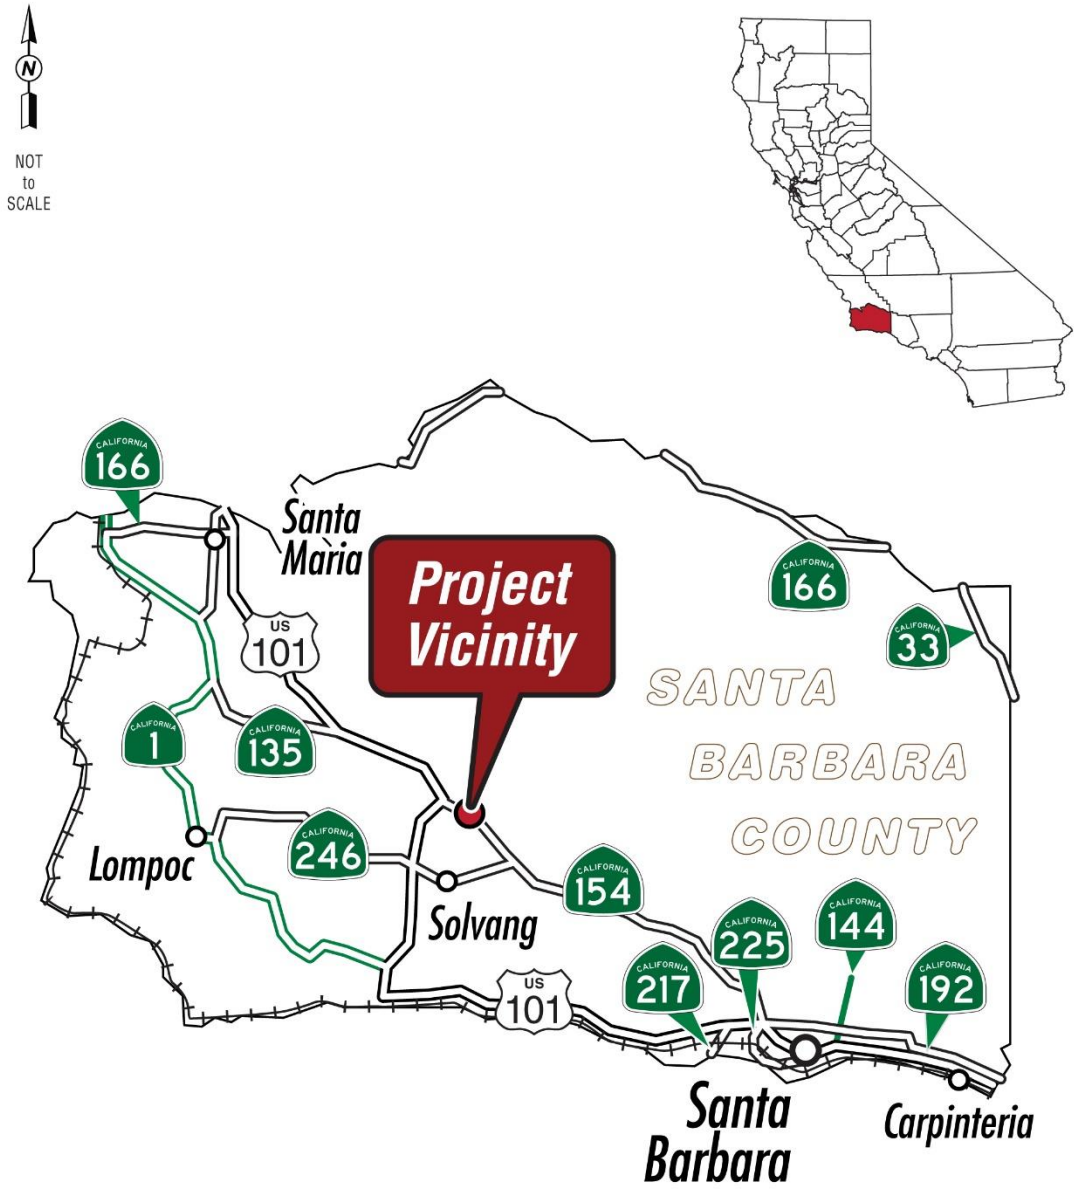 N
NOT
to
SCALE
CALIFORNIA
166
Santa
Maria
Project
Vicinity
CALIFORNIA
166
CALIFORNIA
33
US
101
SANTA
BARBARA
COUNTY
CALIFORNIA
1
CALIFORNIA
135
CALIFORNIA
246
Lompoc
CALIFORNIA
154
Solvang
CALIFORNIA
144
CALIFORNIA
225
CALIFORNIA
217
CALIFORNIA
192
US
101
Santa
Barbara
Carpinteria